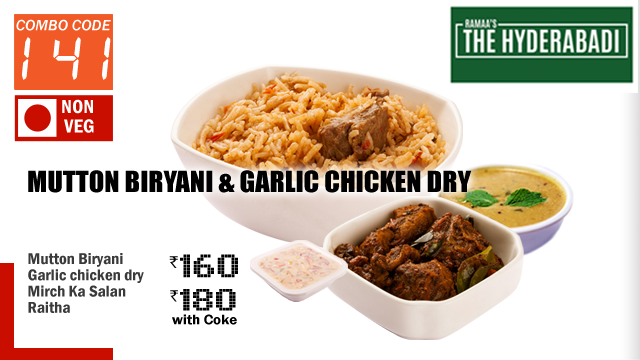 COMBO CODE
141
NON
VEG
RAMAA'S
THE HYDERABADI
MUTTON BIRYANI & GARLIC CHICKEN DRY
Mutton Biryani
Garlic chicken dry
Mirch Ka Salan
Raitha
₹160
₹180
with Coke